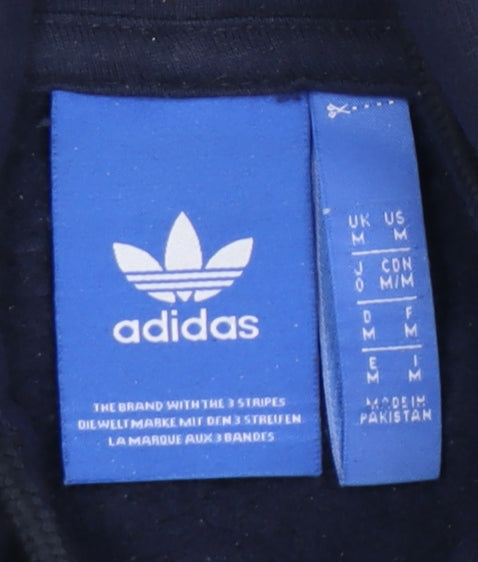 adidas
THE BRAND WITH THE 3 STRIPES
DIE WELTMARKE MIT DEN 3 STREIFEN
LA MARQUE AUX 3 BANDES
UK US
M M
J CDN
O M/M
D F
M M
E I
M M
MADE IN
PAKISTAN